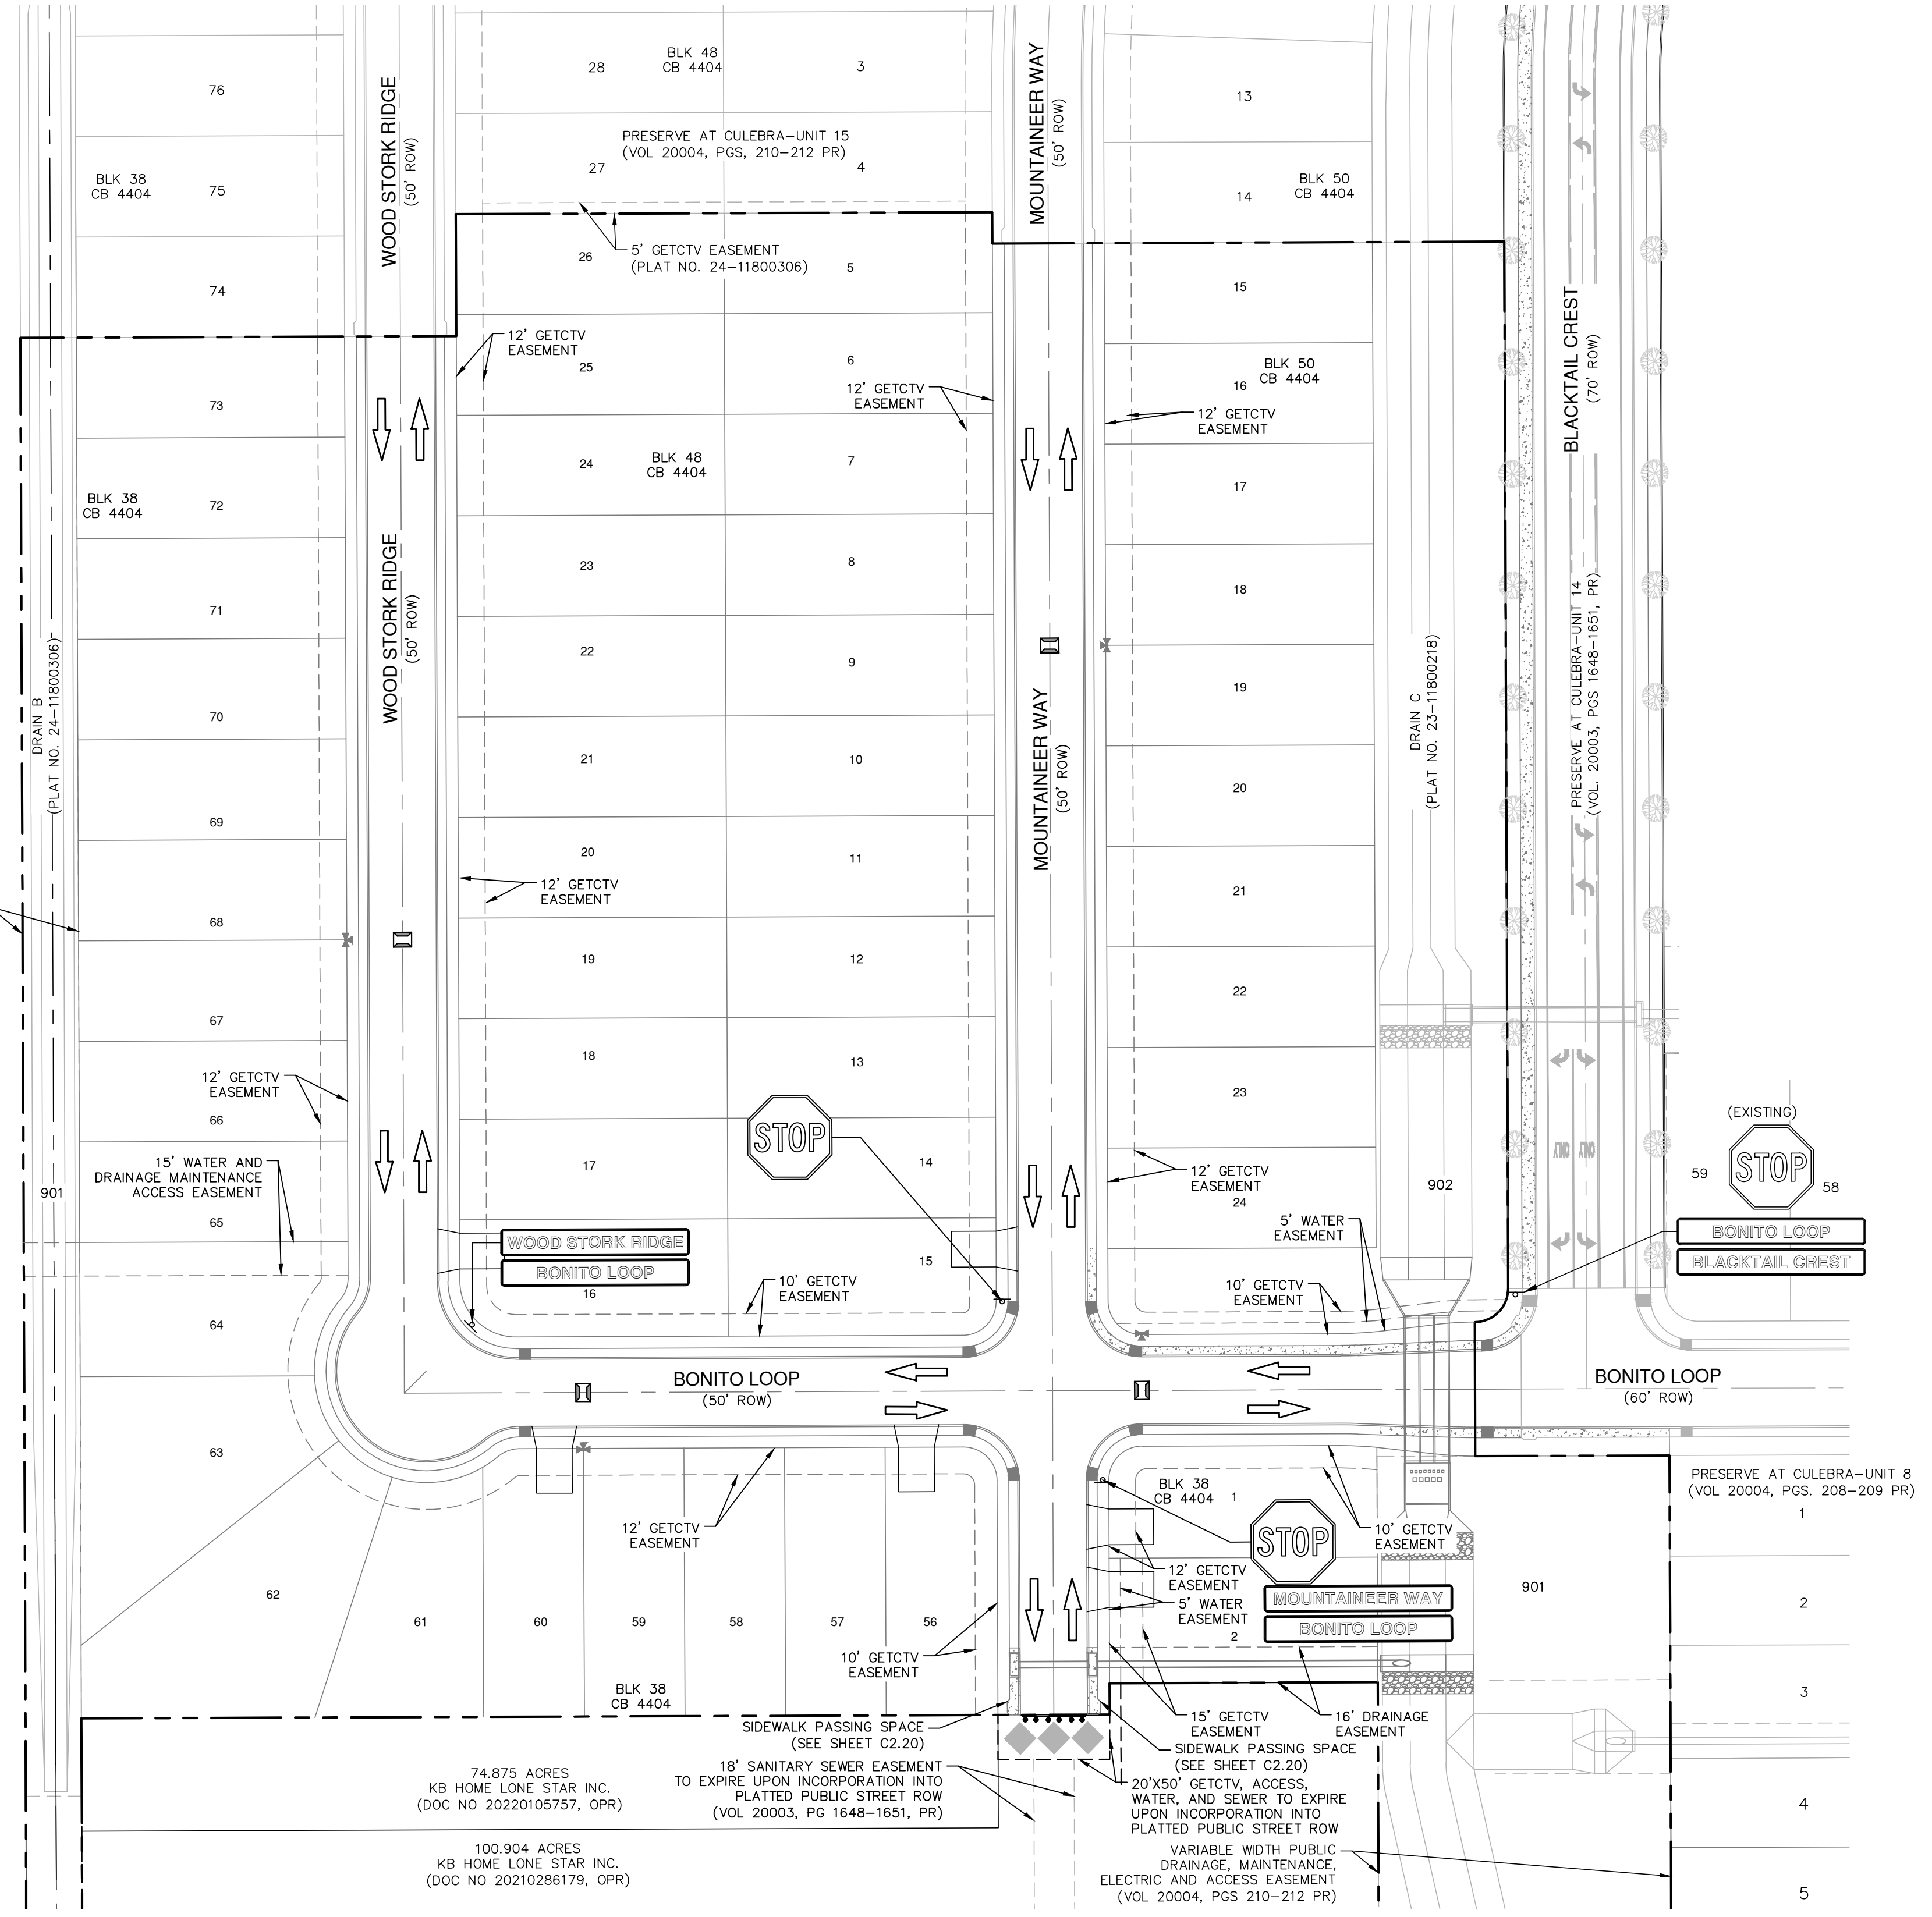 28
BLK 48
CB 4404
3
76
WOOD STORK RIDGE
(50' ROW)
MOUNTAINEER WAY
(50' ROW)
13
PRESERVE AT CULEBRA-UNIT 15
(VOL 20004, PGS, 210-212 PR)
27
4
BLK 38
CB 4404
75
14
BLK 50
CB 4404
5' GETCTV EASEMENT
(PLAT NO. 24-11800306)
26
5
74
15
BLACKTAIL CREST
(70' ROW)
12' GETCTV
EASEMENT
25
6
12' GETCTV
EASEMENT
16
BLK 50
CB 4404
12' GETCTV
EASEMENT
73
24
BLK 48
CB 4404
7
17
BLK 38
CB 4404
72
WOOD STORK RIDGE
(50' ROW)
23
8
18
71
PRESERVE AT CULEBRA-UNIT 14
(VOL. 20003, PGS 1648-1651, PR)
DRAIN B
(PLAT NO. 24-11800306)
22
9
19
DRAIN C
(PLAT NO. 23-11800218)
70
MOUNTAINEER WAY
(50' ROW)
21
10
20
69
20
11
12' GETCTV
EASEMENT
21
68
19
12
22
67
18
13
12' GETCTV
EASEMENT
66
23
STOP
(EXISTING)
STOP
59
58
ONLY ONLY
15' WATER AND
DRAINAGE MAINTENANCE
ACCESS EASEMENT
901
17
14
12' GETCTV
EASEMENT
24
902
65
5' WATER
EASEMENT
WOOD STORK RIDGE
BONITO LOOP
16
15
10' GETCTV
EASEMENT
10' GETCTV
EASEMENT
BONITO LOOP
BLACKTAIL CREST
64
BONITO LOOP
(50' ROW)
BONITO LOOP
(60' ROW)
63
PRESERVE AT CULEBRA-UNIT 8
(VOL 20004, PGS. 208-209 PR)
BLK 38
CB 4404
1
STOP
10' GETCTV
EASEMENT
1
12' GETCTV
EASEMENT
12' GETCTV
EASEMENT
5' WATER
EASEMENT
MOUNTAINEER WAY
BONITO LOOP
901
2
62
61
60
59
58
57
56
2
10' GETCTV
EASEMENT
BLK 38
CB 4404
3
SIDEWALK PASSING SPACE
(SEE SHEET C2.20)
15' GETCTV
EASEMENT
16' DRAINAGE
EASEMENT
SIDEWALK PASSING SPACE
(SEE SHEET C2.20)
74.875 ACRES
KB HOME LONE STAR INC.
(DOC NO 20220105757, OPR)
18' SANITARY SEWER EASEMENT
TO EXPIRE UPON INCORPORATION INTO
PLATTED PUBLIC STREET ROW
(VOL 20003, PG 1648-1651, PR)
20'X50' GETCTV, ACCESS,
WATER, AND SEWER TO EXPIRE
UPON INCORPORATION INTO
PLATTED PUBLIC STREET ROW
4
100.904 ACRES
KB HOME LONE STAR INC.
(DOC NO 20210286179, OPR)
VARIABLE WIDTH PUBLIC
DRAINAGE, MAINTENANCE,
ELECTRIC AND ACCESS EASEMENT
(VOL 20004, PGS 210-212 PR)
5